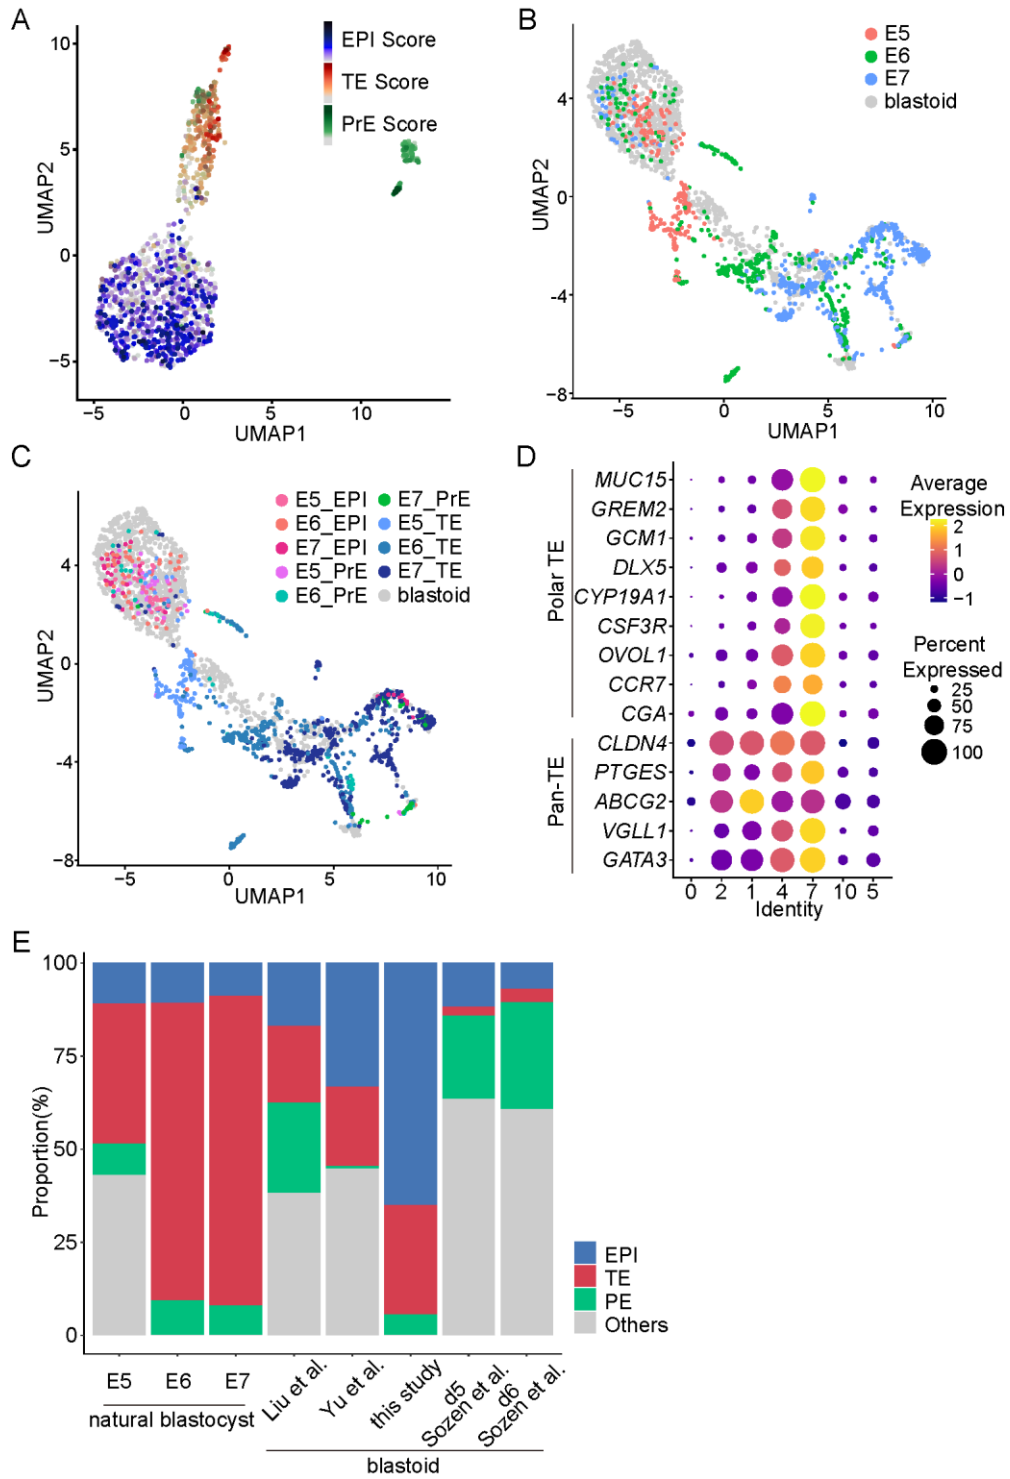 A
EPI Score
TE Score
PrE Score
10
5
0
−5
UMAP2
−5 0 5 10
UMAP1
B
E5
E6
E7
blastoid
4
0
−4
−8
UMAP2
−5 0 5 10
UMAP1
C
E5_EPI
E6_EPI
E7_EPI
E5_PrE
E6_PrE
E7_PrE
E5_TE
E6_TE
E7_TE
blastoid
4
0
−4
−8
UMAP2
−5 0 5 10
UMAP1
D
Polar TE
MUC15
GREM2
GCM1
DLX5
CYP19A1
CSF3R
OVOL1
CCR7
CGA
Pan-TE
CLDN4
PTGES
ABCG2
VGLL1
GATA3
0 2 1 4 7 10 5
Identity
Average
Expression
2
1
0
−1
Percent
Expressed
25
50
75
100
E
100
75
50
25
0
Proportion(%)
E5 E6 E7
natural blastocyst
Liu et al.
Yu et al.
this study
d5
Sozen et al.
d6
Sozen et al.
blastoid
EPI
TE
PE
Others